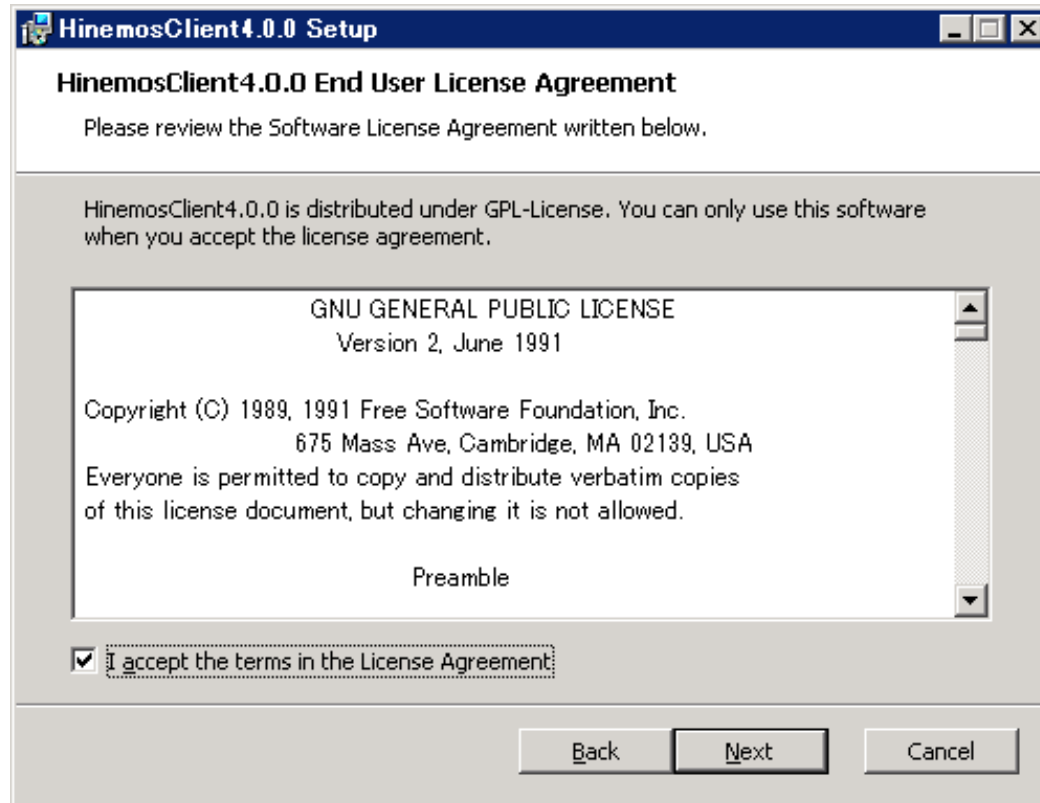 HinemosClient4.0.0 Setup
HinemosClient4.0.0 End User License Agreement
Please review the Software License Agreement written below.
HinemosClient4.0.0 is distributed under GPL-License. You can only use this software
when you accept the license agreement.
GNU GENERAL PUBLIC LICENSE
Version 2, June 1991
Copyright (C) 1989, 1991 Free Software Foundation, Inc.
675 Mass Ave, Cambridge, MA 02139, USA
Everyone is permitted to copy and distribute verbatim copies
of this license document, but changing it is not allowed.
Preamble
I accept the terms in the License Agreement
Back Next Cancel